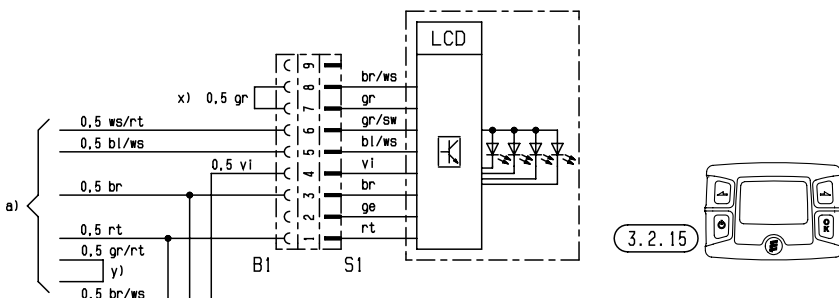 LCD
9
8
7
6
5
4
3
2
1
x) 0,5 gr
0,5 ws/rt
0,5 bl/ws
0,5 vi
0,5 br
a)
0,5 rt
0,5 gr/rt
y)
0,5 br/ws
br/ws
gr
gr/sw
bl/ws
vi
br
ge
rt
B1
S1
3.2.15
OK